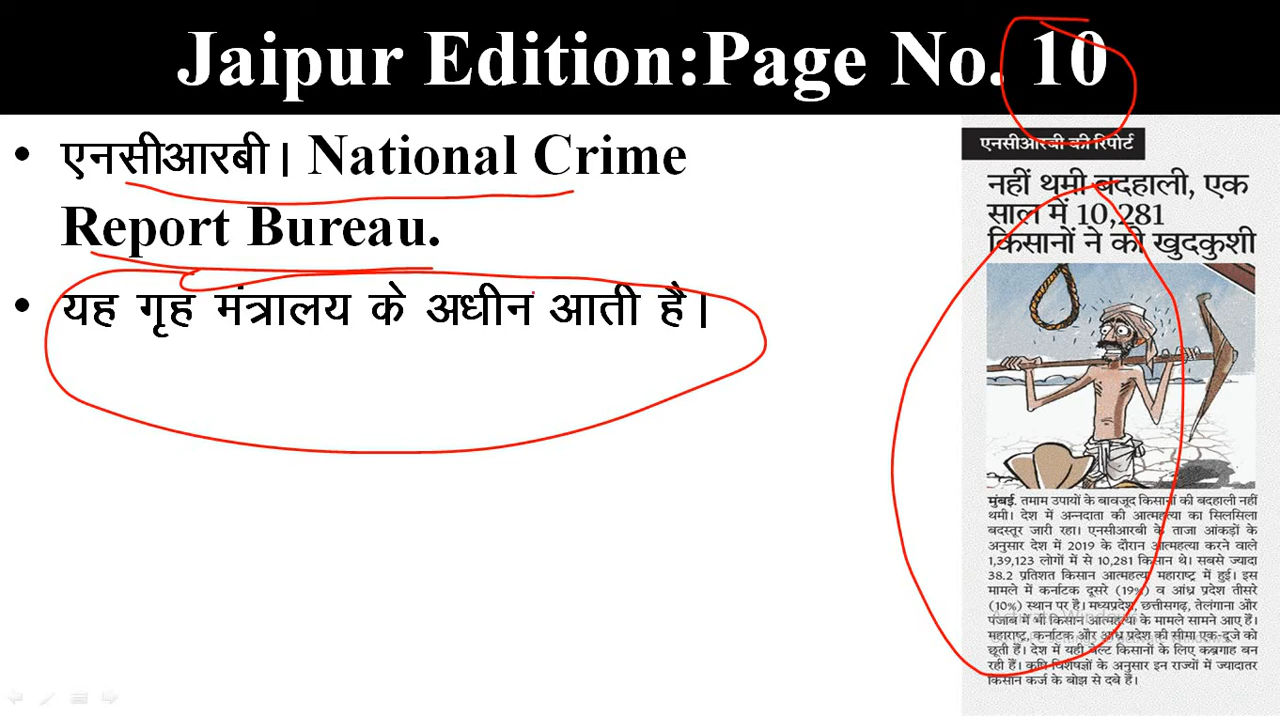 Jaipur Edition:Page No. 10
• एनसीआरबी। National Crime
Report Bureau.
• यह गृह मंत्रालय के अधीन आती है।
एनसीआरबी की रिपोर्ट
नहीं थमी बदहाली, एक
साल में 10,281
किसानों ने की खुदकुशी
मुंबई. तमाम उपायों के बावजूद किसानों की बदहाली नहीं
थमी। देश में अन्नदाता की आत्महत्या का सिलसिला
बदस्तूर जारी रहा। एनसीआरबी के ताजा आंकड़ों के
अनुसार देश में 2019 के दौरान आत्महत्या करने वाले
1,39,123 लोगों में से 10,281 किसान थे। सबसे ज्यादा
38.2 प्रतिशत किसान आत्महत्या महाराष्ट्र में हुई। इस
मामले में कर्नाटक दूसरे (19%) व आंध्र प्रदेश तीसरे
(10%) स्थान पर है। मध्यप्रदेश, छत्तीसगढ़, तेलंगाना और
पंजाब में भी किसान आत्महत्या के मामले सामने आए हैं।
महाराष्ट्र, कर्नाटक और आंध्र प्रदेश की सीमा एक-दूजे को
छूती हैं। देश में यही बेल्ट किसानों के लिए कब्रगाह बन
रही हैं। कृषि विशेषज्ञों के अनुसार इन राज्यों में ज्यादातर
किसान कर्ज के बोझ से दबे हैं।